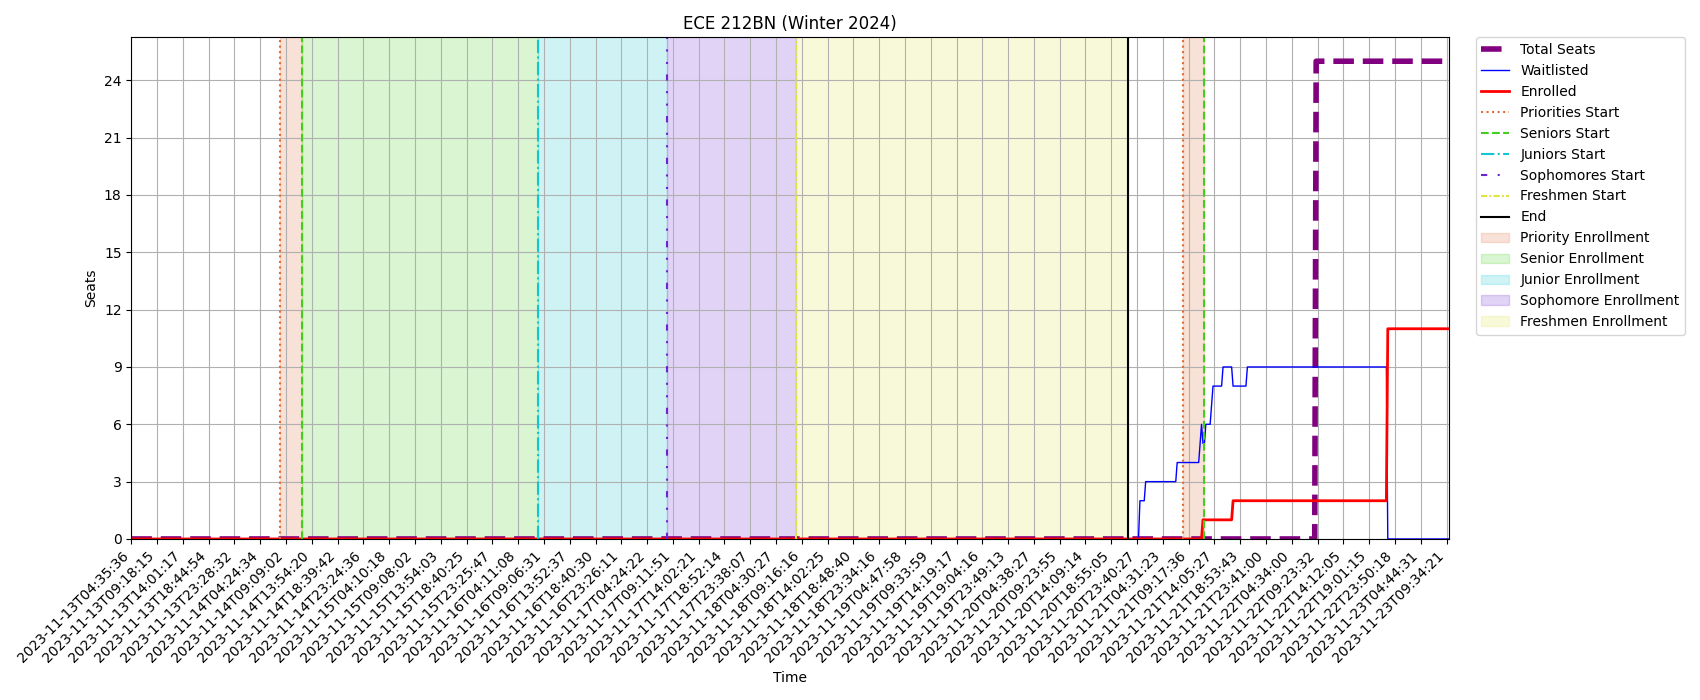 ECE 212BN (Winter 2024)
Seats
24
21
18
15
12
9
6
3
0
2023-11-13T04:35:36
2023-11-13T09:18:15
2023-11-13T14:01:17
2023-11-13T18:44:54
2023-11-13T23:28:32
2023-11-14T04:24:34
2023-11-14T09:09:02
2023-11-14T13:54:20
2023-11-14T18:39:42
2023-11-14T23:24:36
2023-11-15T04:10:18
2023-11-15T09:08:02
2023-11-15T13:54:03
2023-11-15T18:40:25
2023-11-15T23:25:47
2023-11-16T04:11:08
2023-11-16T09:06:31
2023-11-16T13:52:37
2023-11-16T18:40:30
2023-11-16T23:26:11
2023-11-17T04:24:22
2023-11-17T09:11:51
2023-11-17T14:02:21
2023-11-17T18:52:14
2023-11-17T23:38:07
2023-11-18T04:30:27
2023-11-18T09:16:16
2023-11-18T14:02:25
2023-11-18T18:48:40
2023-11-18T23:34:16
2023-11-19T04:47:58
2023-11-19T09:33:59
2023-11-19T14:19:17
2023-11-19T19:04:16
2023-11-19T23:49:13
2023-11-20T04:38:27
2023-11-20T09:23:55
2023-11-20T14:09:14
2023-11-20T18:55:05
2023-11-20T23:40:27
2023-11-21T04:31:23
2023-11-21T09:17:36
2023-11-21T14:05:27
2023-11-21T18:53:43
2023-11-21T23:41:00
2023-11-22T04:34:00
2023-11-22T09:23:32
2023-11-22T14:12:05
2023-11-22T19:01:15
2023-11-22T23:50:18
2023-11-23T04:44:31
2023-11-23T09:34:21
Time
Total Seats
Waitlisted
Enrolled
Priorities Start
Seniors Start
Juniors Start
Sophomores Start
Freshmen Start
End
Priority Enrollment
Senior Enrollment
Junior Enrollment
Sophomore Enrollment
Freshmen Enrollment